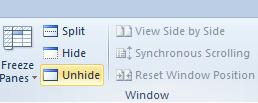 Split
View Side by Side
Freeze Panes
Hide
Synchronous Scrolling
Unhide
Reset Window Position
Window